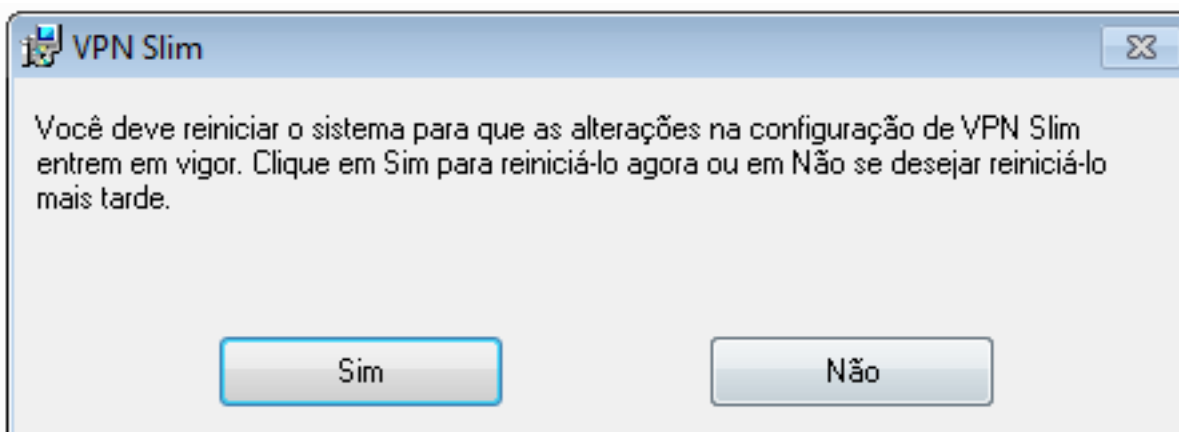 VPN Slim
Você deve reiniciar o sistema para que as alterações na configuração de VPN Slim
entrem em vigor. Clique em Sim para reiniciá-lo agora ou em Não se desejar reiniciá-lo
mais tarde.
Sim
Não